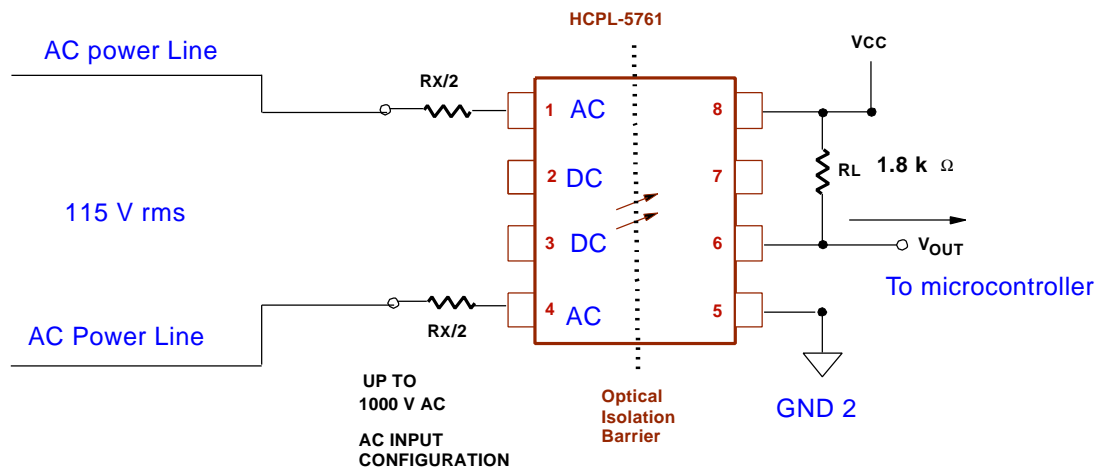 HCPL-5761
AC power Line
VCC
RX/2
1 AC
8
2 DC
7
RL 1.8 k Ω
115 V rms
3 DC
6
VOUT
To microcontroller
4 AC
5
RX/2
AC Power Line
UP TO
1000 V AC
AC INPUT
CONFIGURATION
Optical
Isolation
Barrier
GND 2